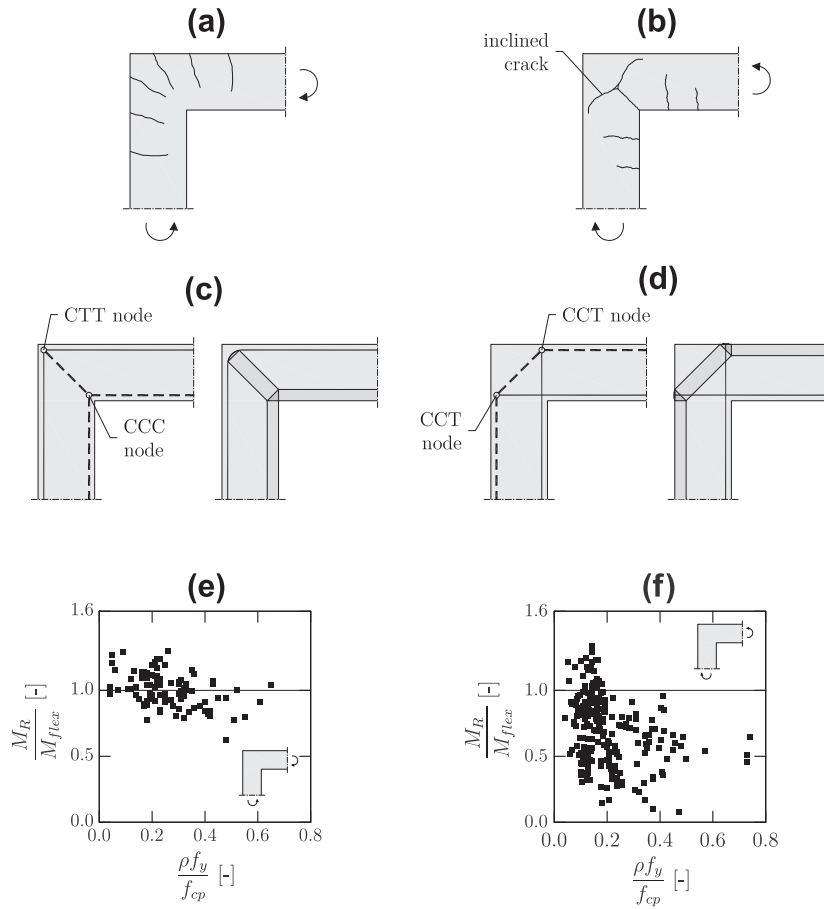 (a)
(b)
inclined
crack
(c)
(d)
CTT node
CCC
node
CCT node
CCT
node
(e)
(f)
1.6
1.0
0.5
0.0
M_R / M_flex [-]
0.0 0.2 0.4 0.6 0.8
ρf_y / f_cp [-]
1.6
1.0
0.5
0.0
M_R / M_flex [-]
0.0 0.2 0.4 0.6 0.8
ρf_y / f_cp [-]